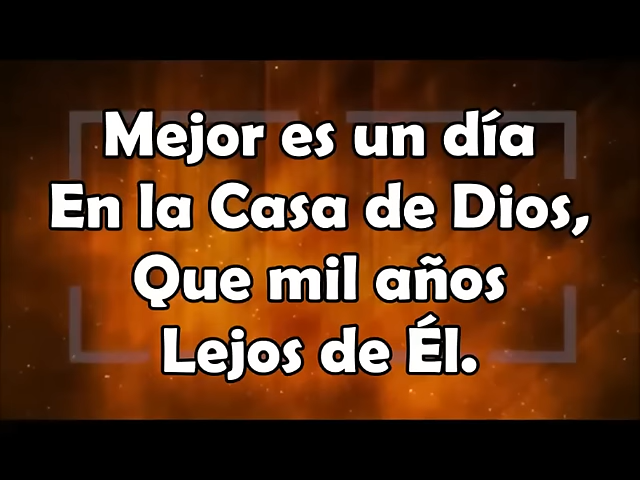 Mejor es un día
En la Casa de Dios,
Que mil años
Lejos de Él.